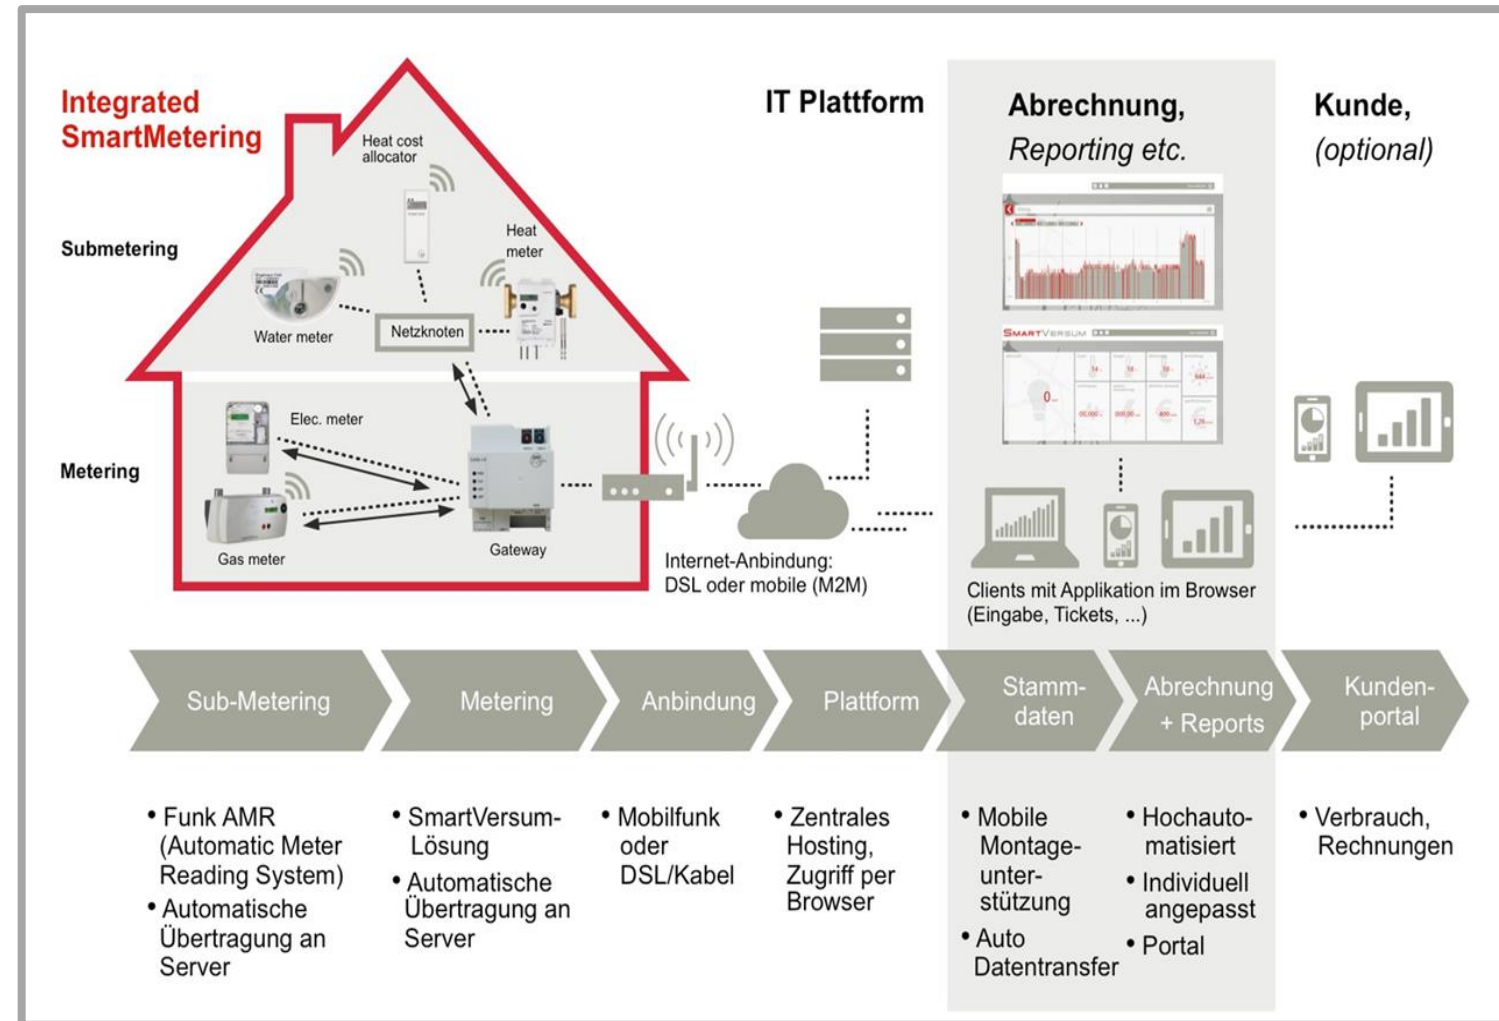 Integrated
SmartMetering
IT Plattform
Abrechnung,
Reporting etc.
Kunde,
(optional)
Heat cost
allocator
Submetering
Heat
meter
Water meter
Netzknoten
SMARTVERSUM
Elec. meter
Metering
Gas meter
Gateway
Internet-Anbindung:
DSL oder mobile (M2M)
Clients mit Applikation im Browser
(Eingabe, Tickets, ...)
Sub-Metering
Metering
Anbindung
Plattform
Stamm-
daten
Abrechnung
+ Reports
Kunden-
portal
• Funk AMR
(Automatic Meter
Reading System)
• Automatische
Übertragung an
Server
• SmartVersum-
Lösung
• Automatische
Übertragung an
Server
• Mobilfunk
oder
DSL/Kabel
• Zentrales
Hosting,
Zugriff per
Browser
• Mobile
Montage-
unter-
stützung
• Auto
Datentransfer
• Hochauto-
matisiert
• Individuell
angepasst
• Portal
• Verbrauch,
Rechnungen